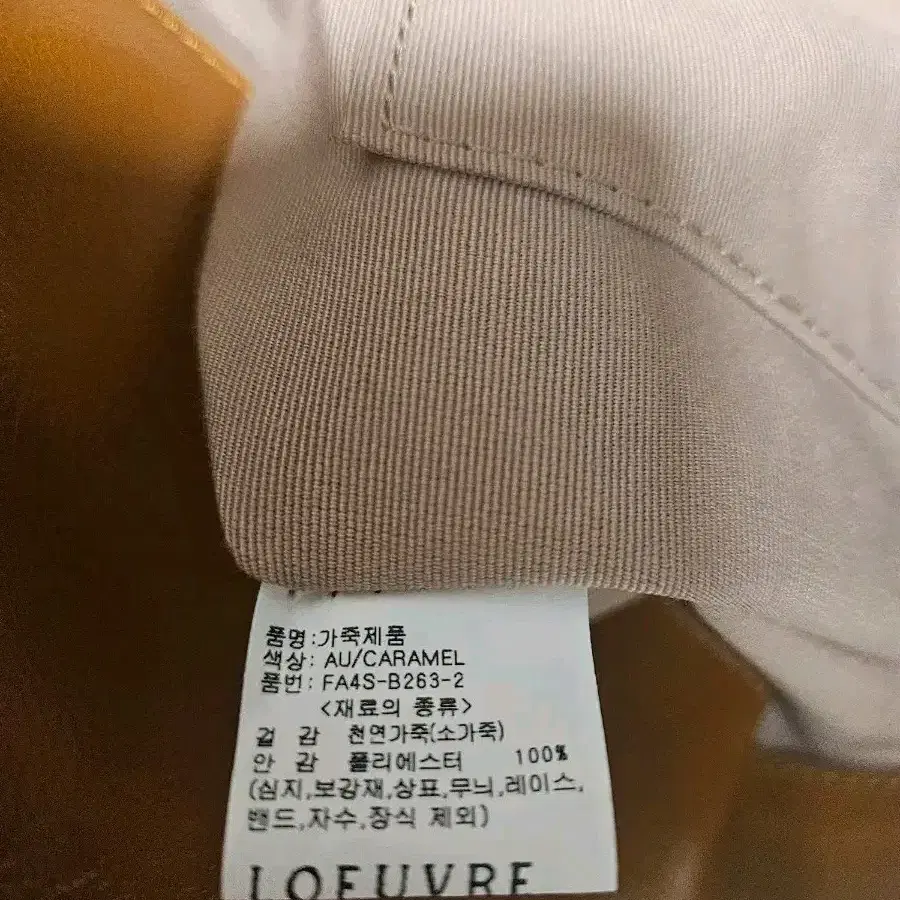 품명:가죽제품
색상: AU/CARAMEL
품번: FA4S-B263-2
<재료의 종류>
겉 감 천연가죽(소가죽)
안 감 폴리에스터 100%
(심지,보강재,상표,무늬,레이스,
밴드,자수,장식 제외)
LOEUVRE